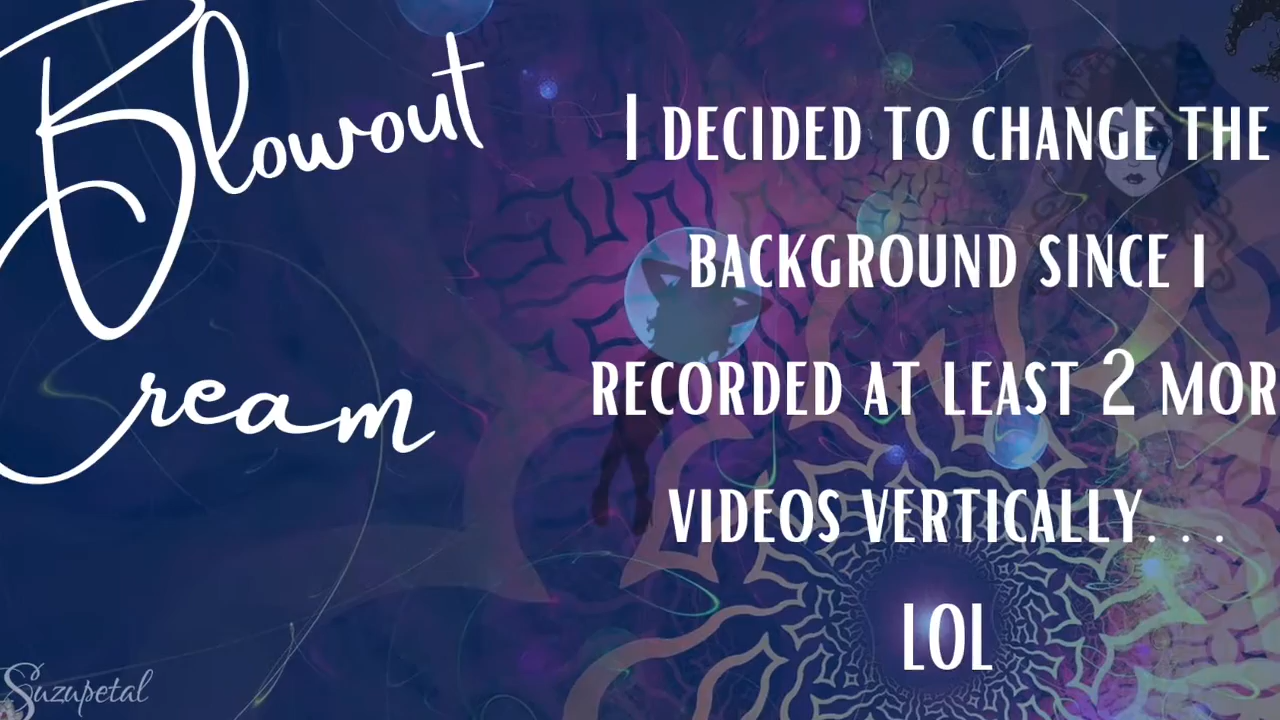 Blowout
Cream
I DECIDED TO CHANGE THE
BACKGROUND SINCE I
RECORDED AT LEAST 2 MOR
VIDEOS VERTICALLY. . .
LOL
Suzupetal